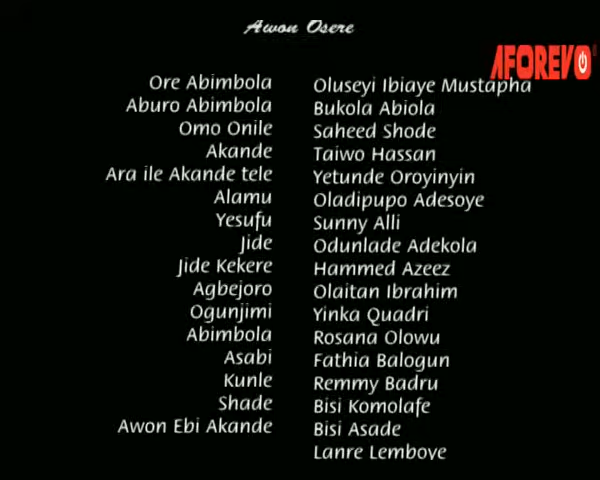 Awon Osere
AFOREVO
Ore Abimbola Oluseyi Ibiaye Mustapha
Aburo Abimbola Bukola Abiola
Omo Onile Saheed Shode
Akande Taiwo Hassan
Ara ile Akande tele Yetunde Oroyinyin
Alamu Oladipupo Adesoye
Yesufu Sunny Alli
Jide Odunlade Adekola
Jide Kekere Hammed Azeez
Agbejoro Olaitan Ibrahim
Ogunjimi Yinka Quadri
Abimbola Rosana Olowu
Asabi Fathia Balogun
Kunle Remmy Badru
Shade Bisi Komolafe
Awon Ebi Akande Bisi Asade
Lanre Lemboye